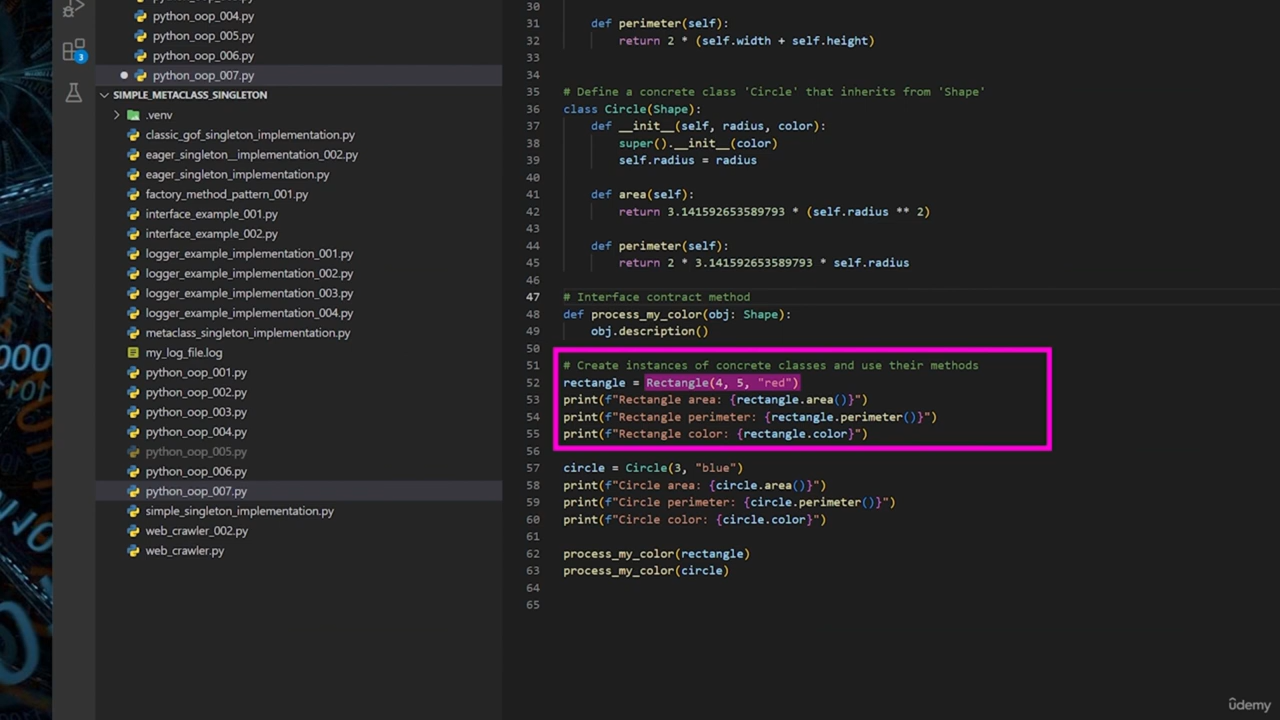 python_oop_004.py
python_oop_005.py
python_oop_006.py
python_oop_007.py
SIMPLE_METACLASS_SINGLETON
.venv
classic_gof_singleton_implementation.py
eager_singleton__implementation_002.py
eager_singleton_implementation.py
factory_method_pattern_001.py
interface_example_001.py
interface_example_002.py
logger_example_implementation_001.py
logger_example_implementation_002.py
logger_example_implementation_003.py
logger_example_implementation_004.py
metaclass_singleton_implementation.py
my_log_file.log
python_oop_001.py
python_oop_002.py
python_oop_003.py
python_oop_004.py
python_oop_005.py
python_oop_006.py
python_oop_007.py
simple_singleton_implementation.py
web_crawler_002.py
web_crawler.py
3
30
31 def perimeter(self):
32 return 2 * (self.width + self.height)
33
34
35 # Define a concrete class 'Circle' that inherits from 'Shape'
36 class Circle(Shape):
37 def __init__(self, radius, color):
38 super().__init__(color)
39 self.radius = radius
40
41 def area(self):
42 return 3.141592653589793 * (self.radius ** 2)
43
44 def perimeter(self):
45 return 2 * 3.141592653589793 * self.radius
46
47 # Interface contract method
48 def process_my_color(obj: Shape):
49 obj.description()
50
51 # Create instances of concrete classes and use their methods
52 rectangle = Rectangle(4, 5, "red")
53 print(f"Rectangle area: {rectangle.area()}")
54 print(f"Rectangle perimeter: {rectangle.perimeter()}")
55 print(f"Rectangle color: {rectangle.color}")
56
57 circle = Circle(3, "blue")
58 print(f"Circle area: {circle.area()}")
59 print(f"Circle perimeter: {circle.perimeter()}")
60 print(f"Circle color: {circle.color}")
61
62 process_my_color(rectangle)
63 process_my_color(circle)
64
65
ûdemy